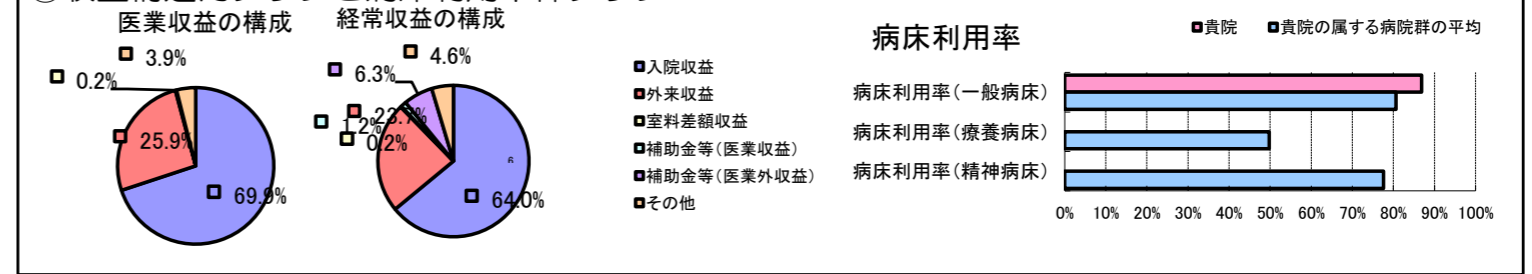 医業収益の構成
3.9%
0.2%
25.9%
69.9%
経常収益の構成
4.6%
6.3%
23.7%
1.2%
0.2%
64.0%
入院収益
外来収益
室料差額収益
補助金等(医業収益)
補助金等(医業外収益)
その他
病床利用率
貴院
貴院の属する病院群の平均
病床利用率(一般病床)
病床利用率(療養病床)
病床利用率(精神病床)
0% 10% 20% 30% 40% 50% 60% 70% 80% 90% 100%